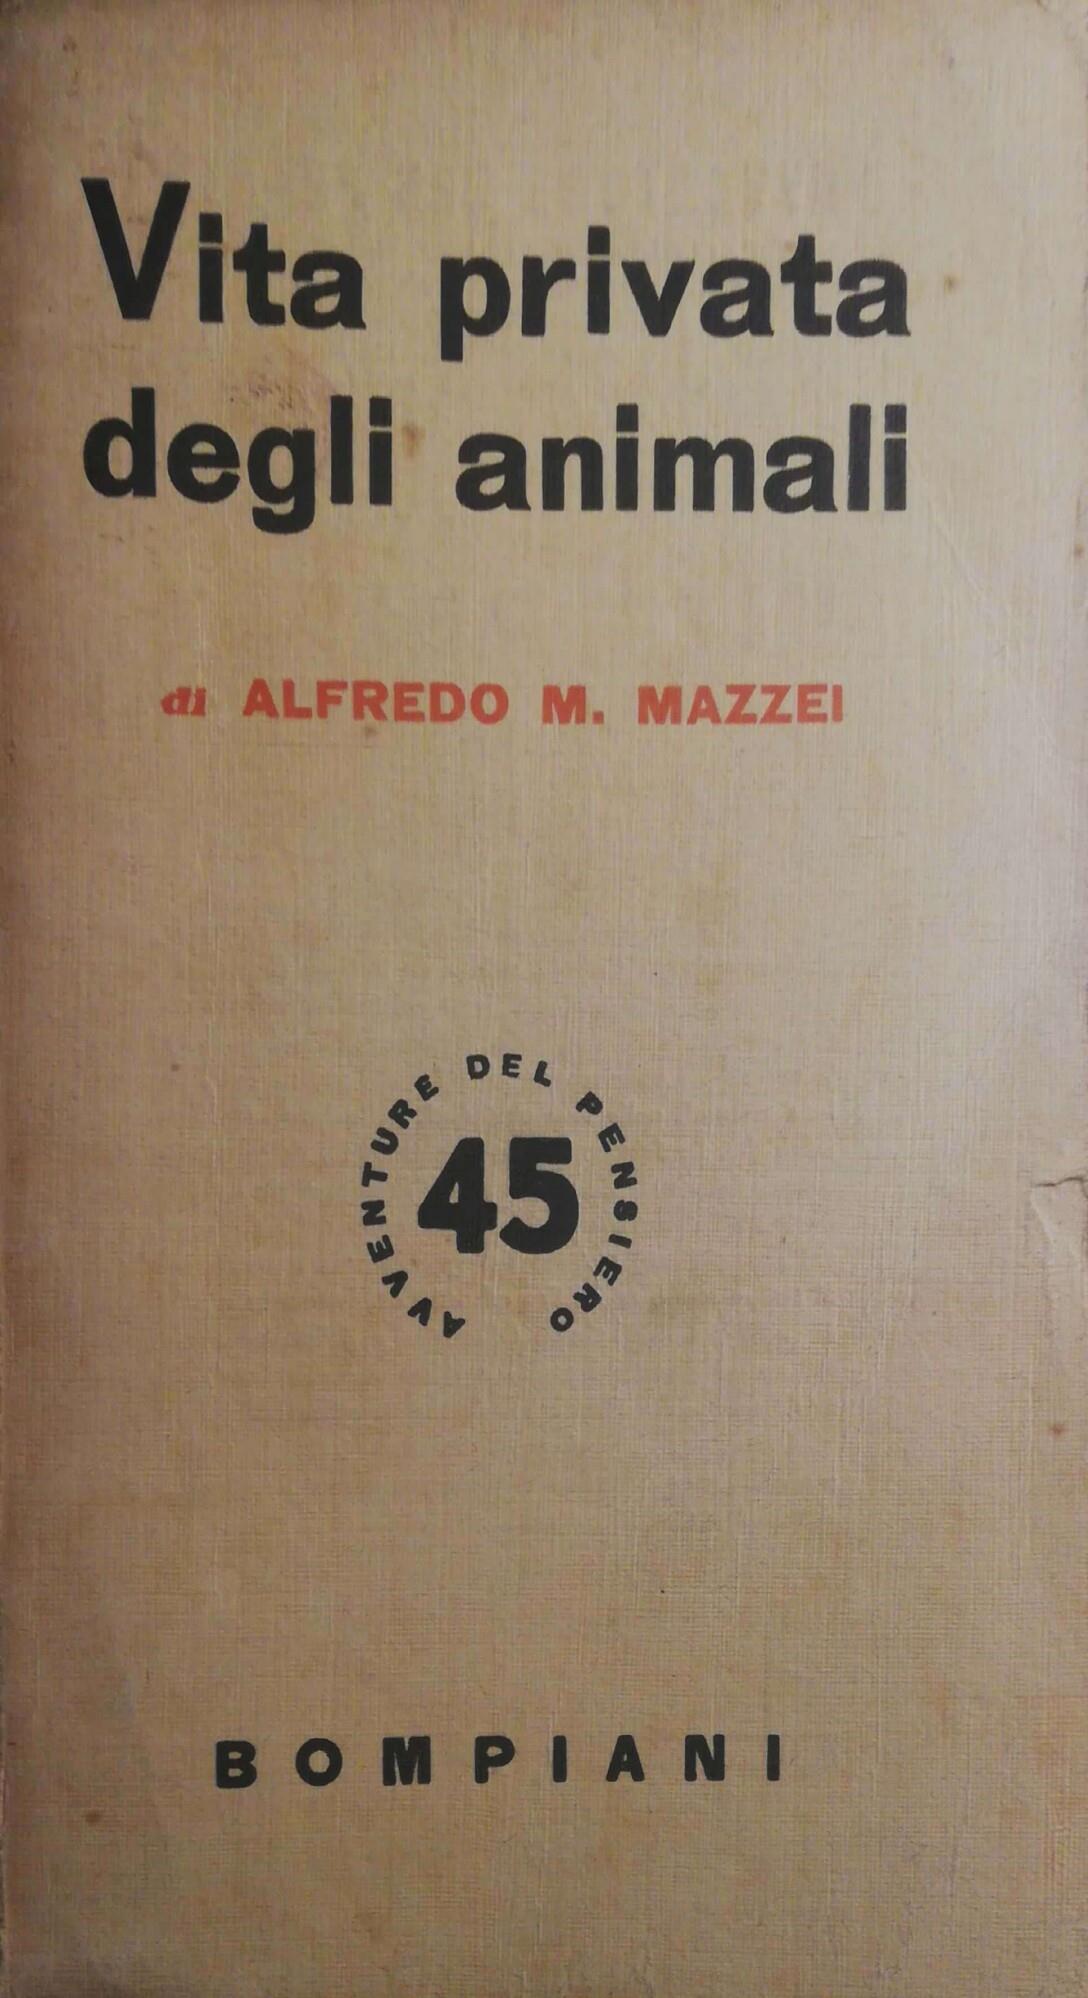 Vita privata
degli animali
di ALFREDO M. MAZZEI
AVVENTURE DEL PENSIERO
45
BOMPIANI